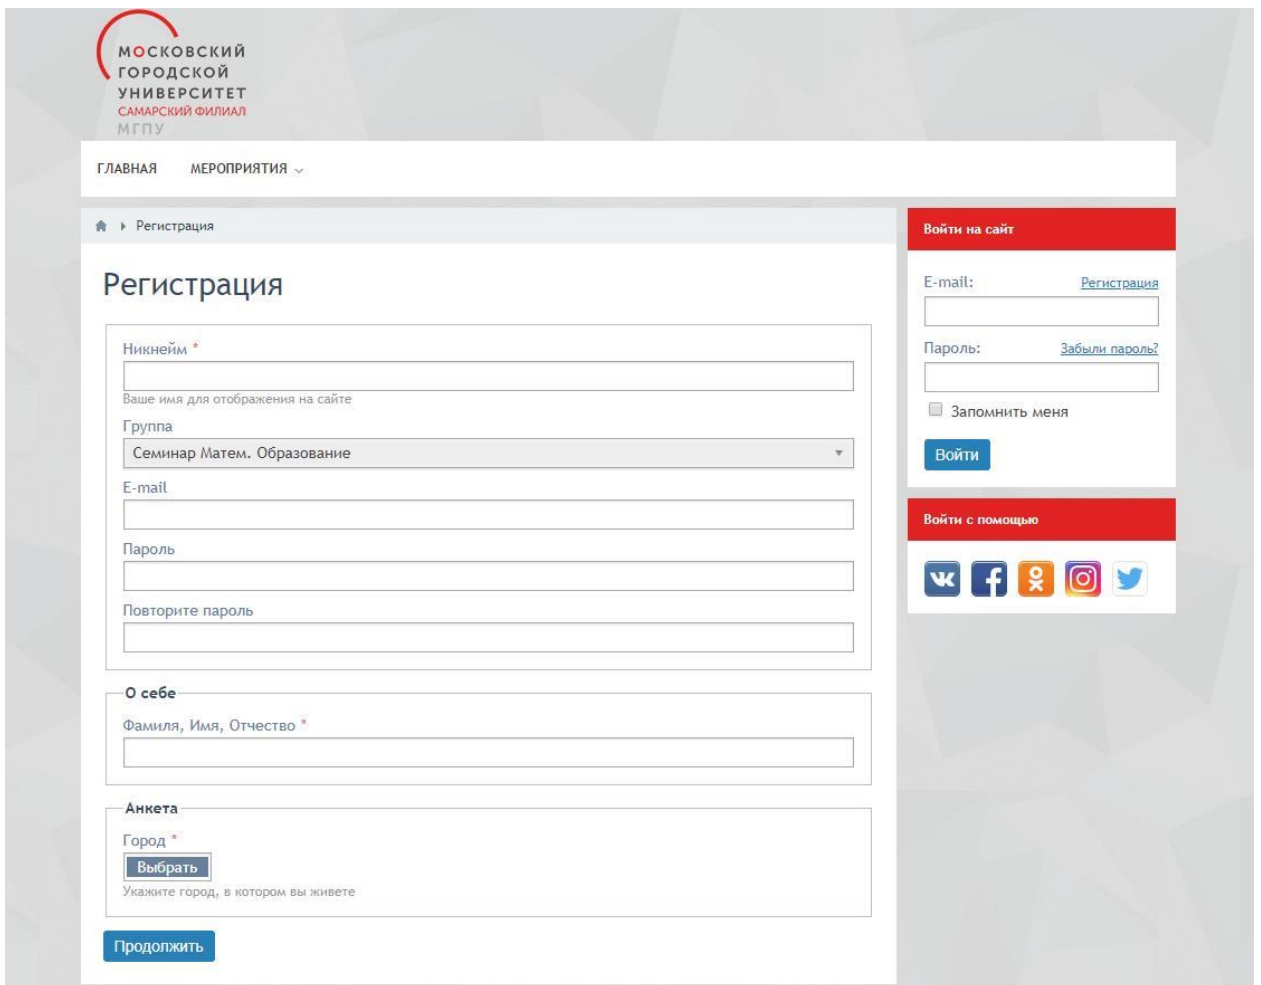 МОСКОВСКИЙ
ГОРОДСКОЙ
УНИВЕРСИТЕТ
САМАРСКИЙ ФИЛИАЛ
МГПУ
ГЛАВНАЯ МЕРОПРИЯТИЯ
Регистрация
Регистрация
Никнейм *
Ваше имя для отображения на сайте
Группа
Семинар Матем. Образование
E-mail
Пароль
Повторите пароль
О себе
Фамиля, Имя, Отчество *
Анкета
Город *
Выбрать
Укажите город, в котором вы живете
Продолжить
Войти на сайт
E-mail: Регистрация
Пароль: Забыли пароль?
Запомнить меня
Войти
Войти с помощью